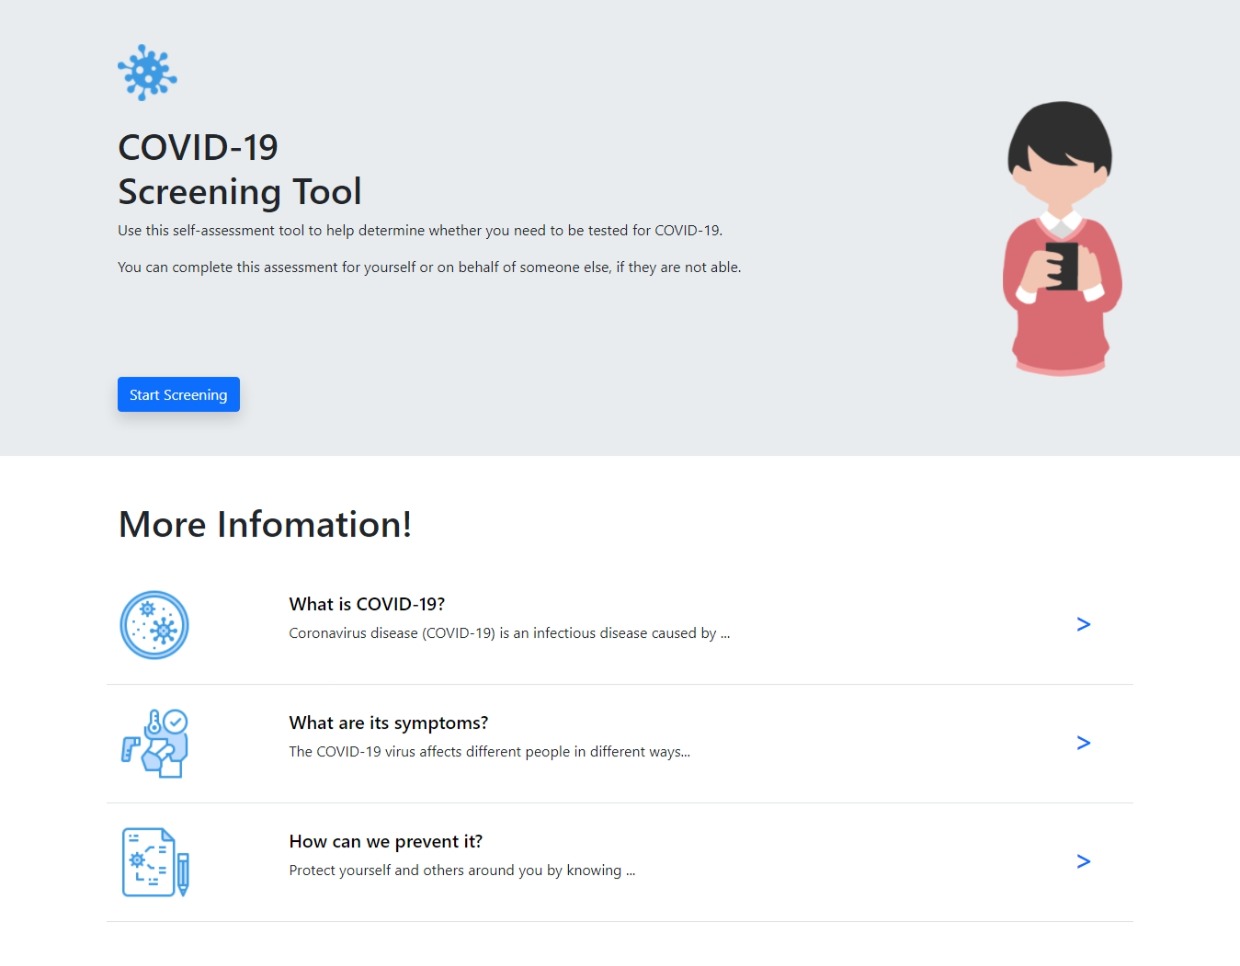 COVID-19
Screening Tool
Use this self-assessment tool to help determine whether you need to be tested for COVID-19.
You can complete this assessment for yourself or on behalf of someone else, if they are not able.
Start Screening
More Infomation!
What is COVID-19?
Coronavirus disease (COVID-19) is an infectious disease caused by ...
>
What are its symptoms?
The COVID-19 virus affects different people in different ways...
>
How can we prevent it?
Protect yourself and others around you by knowing ...
>